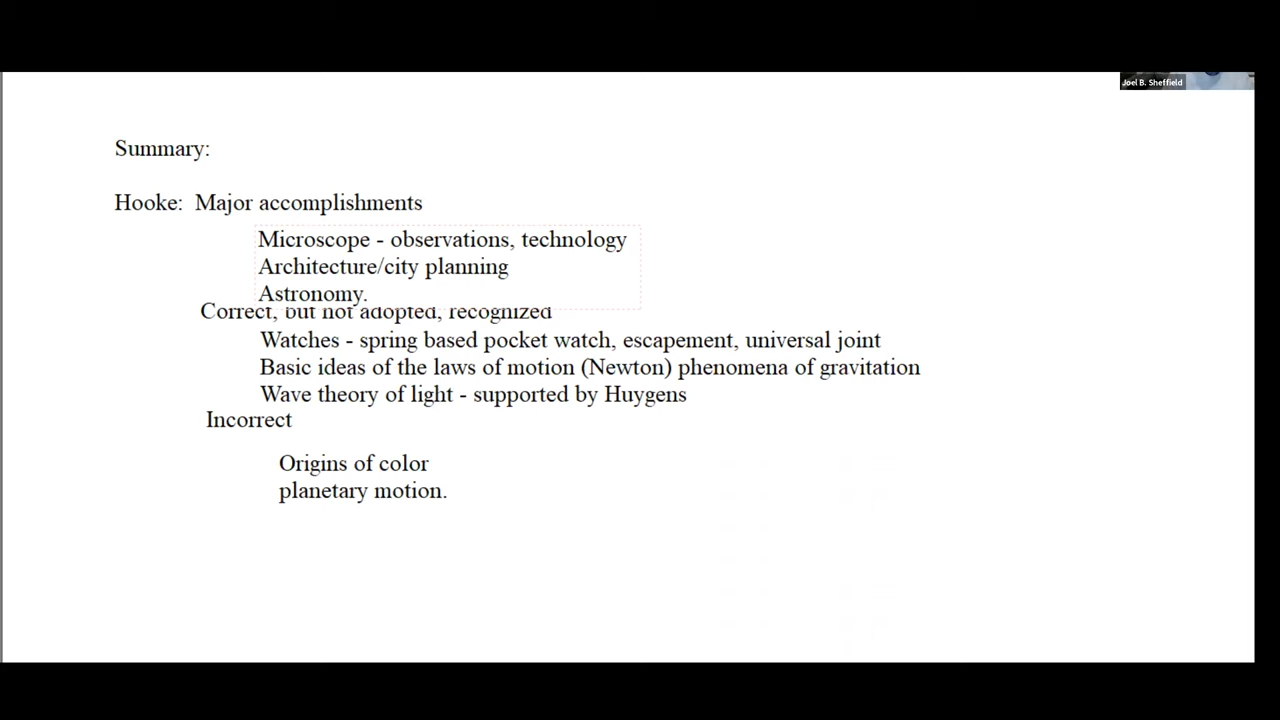 Joel B. Sheffield
Summary:
Hooke:  Major accomplishments
Microscope - observations, technology
Architecture/city planning
Astronomy.
Correct, but not adopted, recognized
Watches - spring based pocket watch, escapement, universal joint
Basic ideas of the laws of motion (Newton) phenomena of gravitation
Wave theory of light - supported by Huygens
Incorrect
Origins of color
planetary motion.